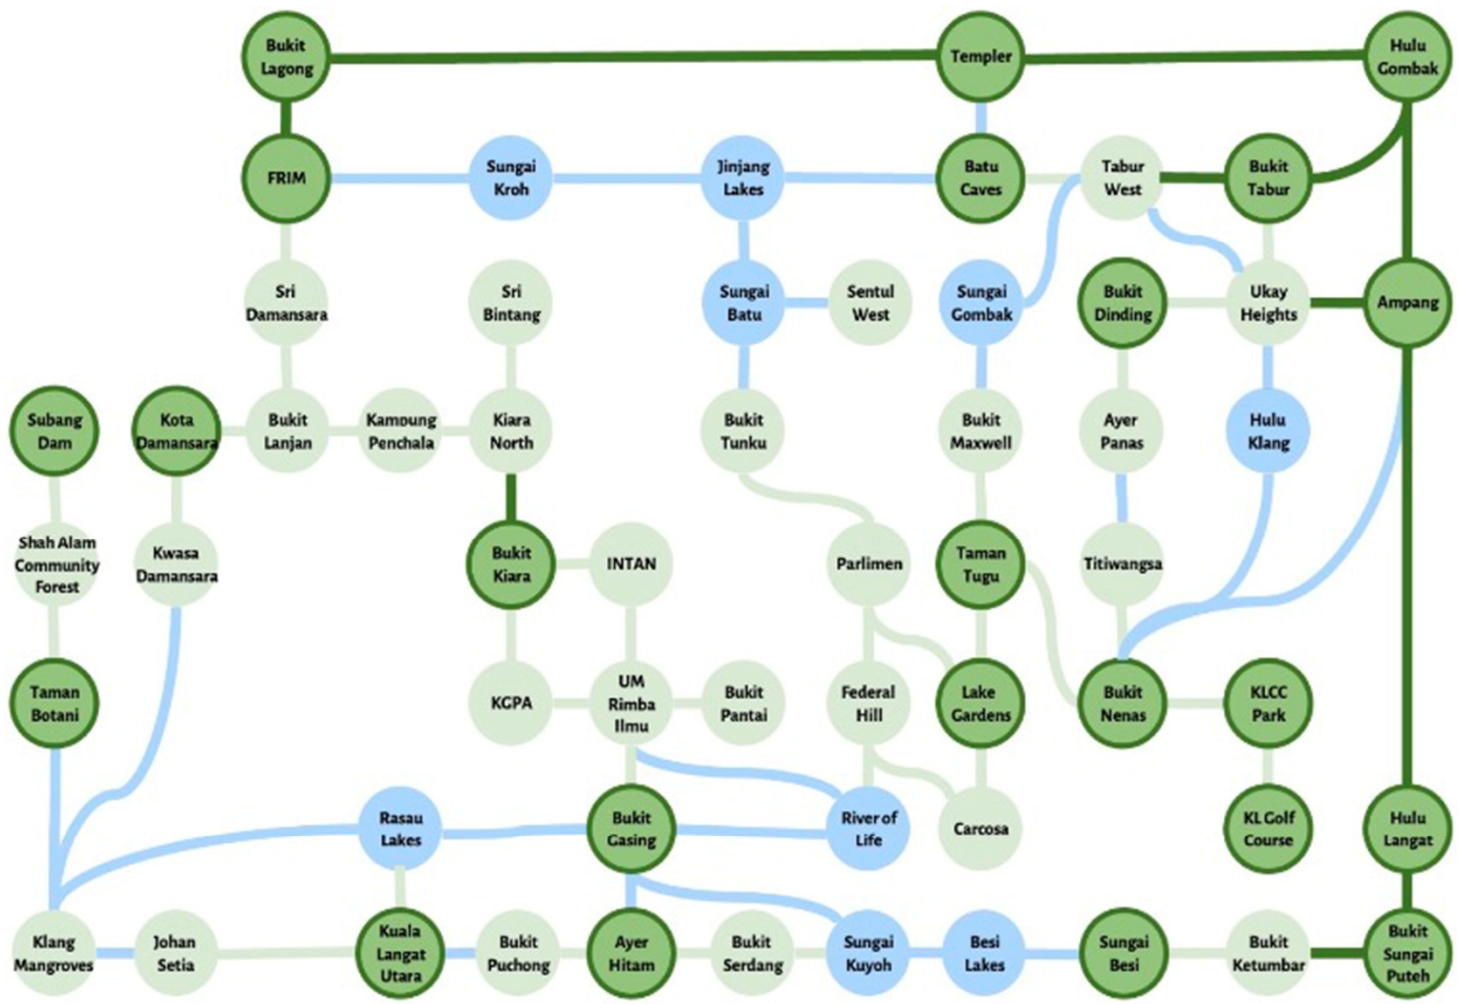 Bukit
Lagong
Templer
Hulu
Gombak
FRIM
Sungai
Kroh
Jinjang
Lakes
Batu
Caves
Tabur
West
Bukit
Tabur
Sri
Damansara
Sri
Bintang
Sungai
Batu
Sentul
West
Sungai
Gombak
Bukit
Dinding
Ukay
Heights
Ampang
Subang
Dam
Kota
Damansara
Bukit
Lanjan
Kampung
Penchala
Kiara
North
Bukit
Tunku
Bukit
Maxwell
Ayer
Panas
Hulu
Klang
Shah Alam
Community
Forest
Kwasa
Damansara
Bukit
Kiara
INTAN
Parlimen
Taman
Tugu
Titiwangsa
Taman
Botani
KGPA
UM
Rimba
Ilmu
Bukit
Pantai
Federal
Hill
Lake
Gardens
Bukit
Nenas
KLCC
Park
Rasau
Lakes
Bukit
Gasing
River of
Life
Carcosa
KL Golf
Course
Hulu
Langat
Klang
Mangroves
Johan
Setia
Kuala
Langat
Utara
Bukit
Puchong
Ayer
Hitam
Bukit
Serdang
Sungai
Kuyoh
Besi
Lakes
Sungai
Besi
Bukit
Ketumbar
Bukit
Sungai
Puteh